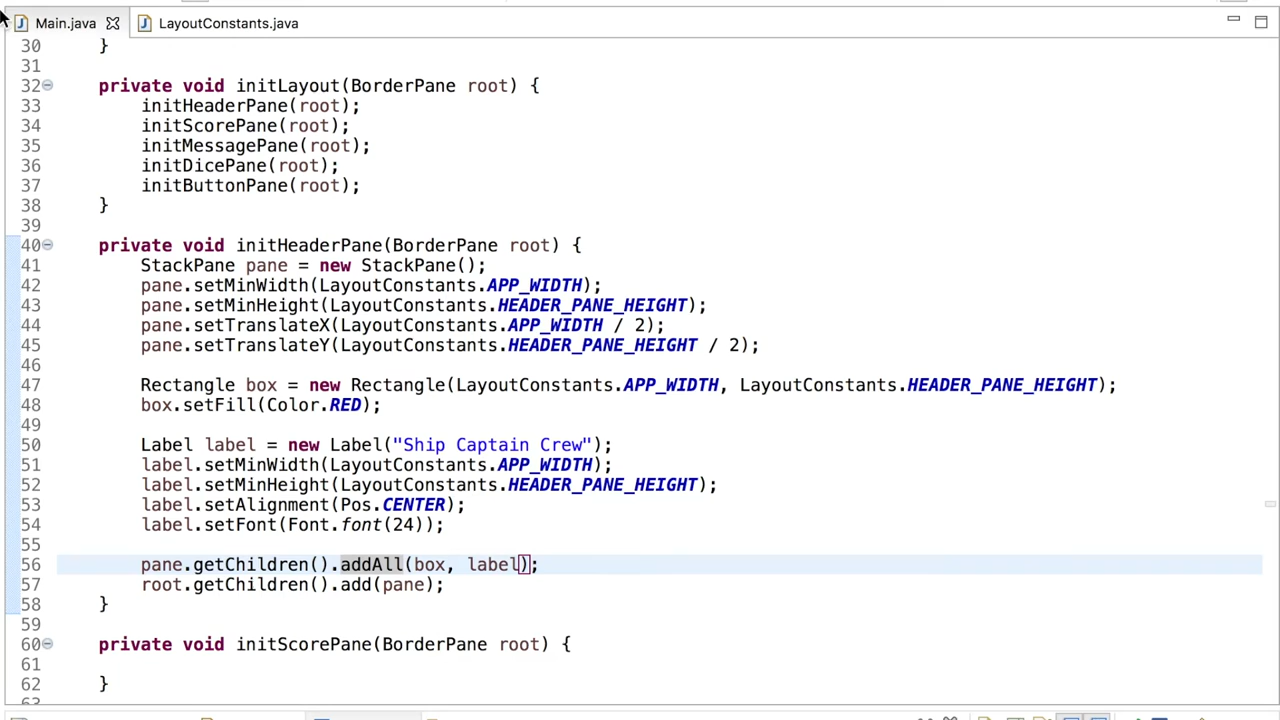 Main.java LayoutConstants.java
30 }
31
32 private void initLayout(BorderPane root) {
33 initHeaderPane(root);
34 initScorePane(root);
35 initMessagePane(root);
36 initDicePane(root);
37 initButtonPane(root);
38 }
39
40 private void initHeaderPane(BorderPane root) {
41 StackPane pane = new StackPane();
42 pane.setMinWidth(LayoutConstants.APP_WIDTH);
43 pane.setMinHeight(LayoutConstants.HEADER_PANE_HEIGHT);
44 pane.setTranslateX(LayoutConstants.APP_WIDTH / 2);
45 pane.setTranslateY(LayoutConstants.HEADER_PANE_HEIGHT / 2);
46
47 Rectangle box = new Rectangle(LayoutConstants.APP_WIDTH, LayoutConstants.HEADER_PANE_HEIGHT);
48 box.setFill(Color.RED);
49
50 Label label = new Label("Ship Captain Crew");
51 label.setMinWidth(LayoutConstants.APP_WIDTH);
52 label.setMinHeight(LayoutConstants.HEADER_PANE_HEIGHT);
53 label.setAlignment(Pos.CENTER);
54 label.setFont(Font.font(24));
55
56 pane.getChildren().addAll(box, label);
57 root.getChildren().add(pane);
58 }
59
60 private void initScorePane(BorderPane root) {
61
62 }
63